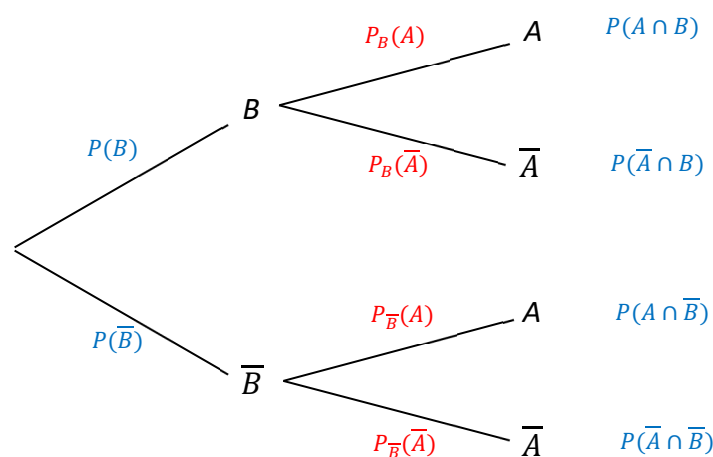 P_B(A) A P(A ∩ B)
P(B) B
P_B(A̅) A̅ P(A̅ ∩ B)
P_B̅(A) A P(A ∩ B̅)
P(B̅) B̅
P_B̅(A̅) A̅ P(A̅ ∩ B̅)